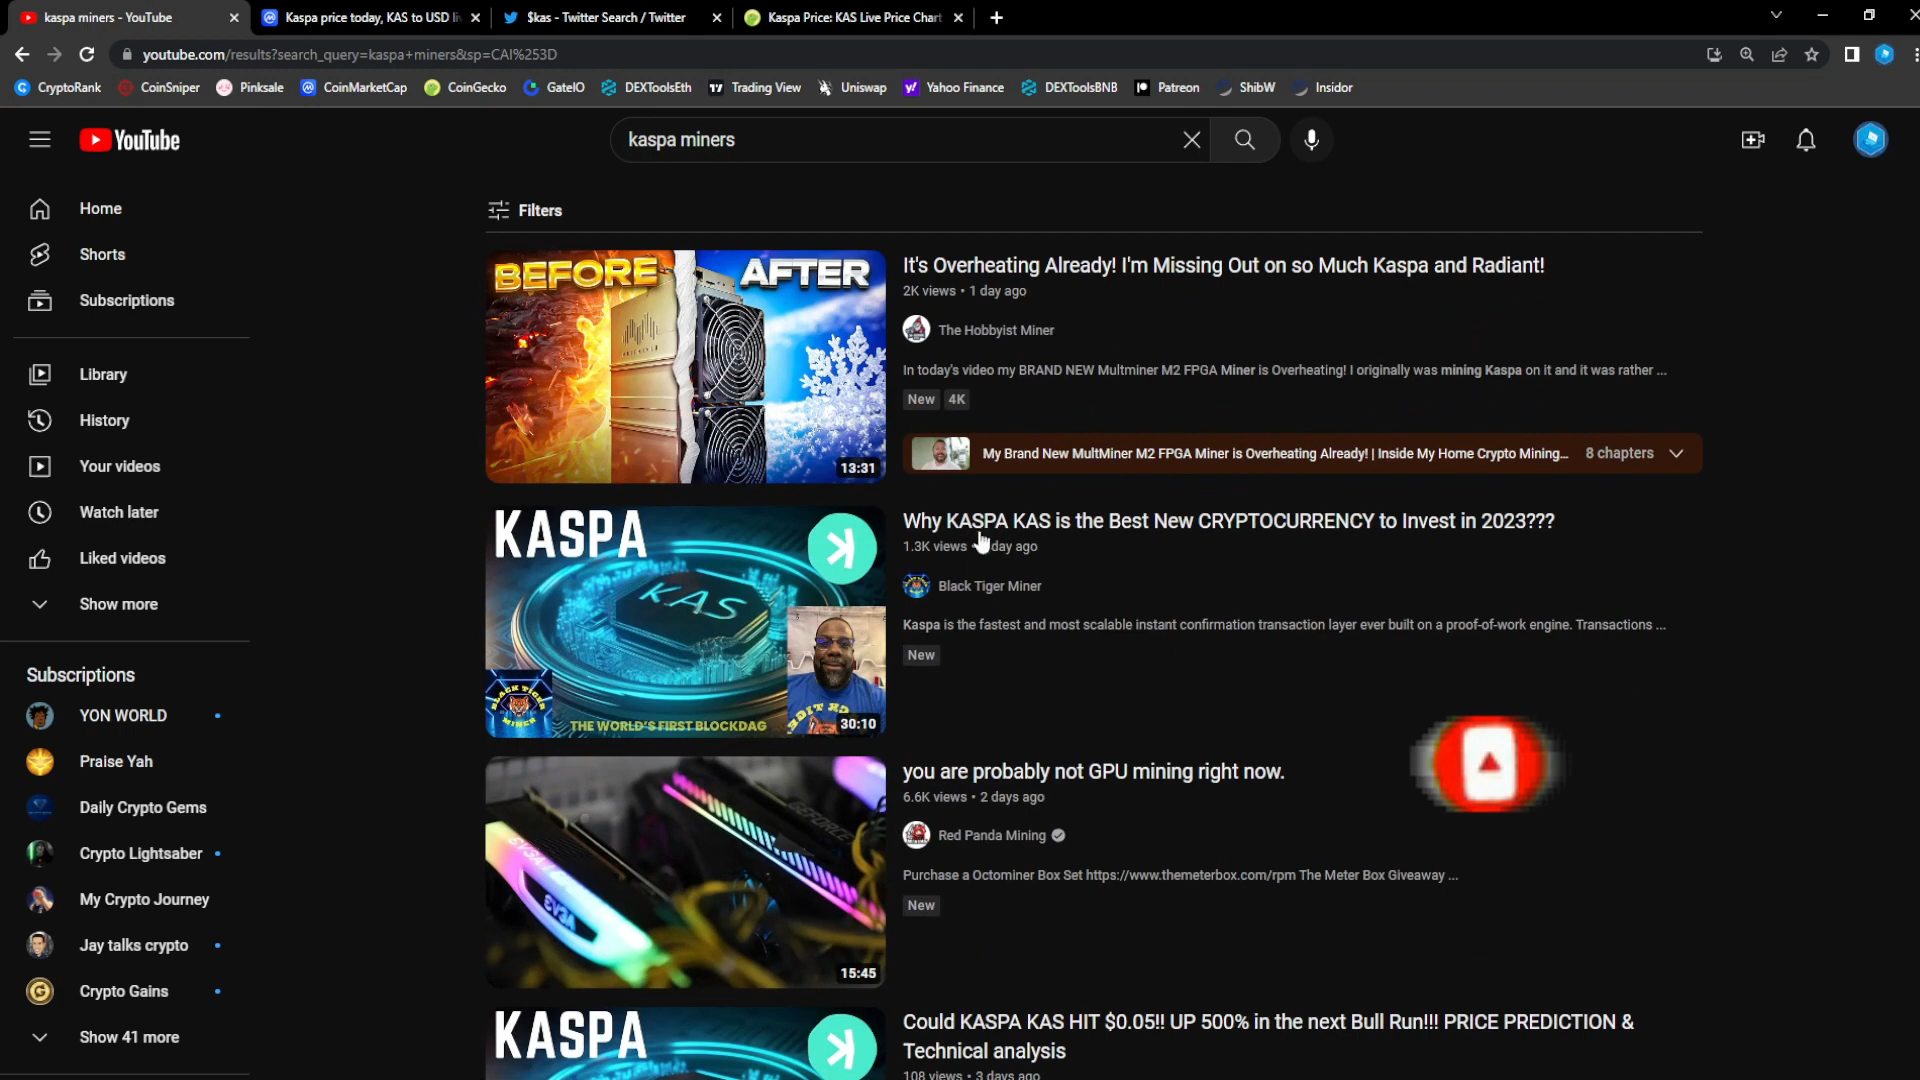 kaspa miners - YouTube
Kaspa price today, KAS to USD li
$kas - Twitter Search / Twitter
Kaspa Price: KAS Live Price Chart
youtube.com/results?search_query=kaspa+miners&sp=CAI%253D
CryptoRank
CoinSniper
Pinksale
CoinMarketCap
CoinGecko
GateIO
DEXToolsEth
Trading View
Uniswap
Yahoo Finance
DEXToolsBNB
Patreon
ShibW
Insidor
YouTube
kaspa miners
Home
Shorts
Subscriptions
Library
History
Your videos
Watch later
Liked videos
Show more
Subscriptions
YON WORLD
Praise Yah
Daily Crypto Gems
Crypto Lightsaber
My Crypto Journey
Jay talks crypto
Crypto Gains
Show 41 more
Filters
BEFORE
AFTER
13:31
It's Overheating Already! I'm Missing Out on so Much Kaspa and Radiant!
2K views • 1 day ago
The Hobbyist Miner
In today's video my BRAND NEW Multminer M2 FPGA Miner is Overheating! I originally was mining Kaspa on it and it was rather ...
New
4K
My Brand New MultMiner M2 FPGA Miner is Overheating Already! | Inside My Home Crypto Mining...
8 chapters
KASPA
KAS
BLACK TIGER MINER
THE WORLD'S FIRST BLOCKDAG
30:10
Why KASPA KAS is the Best New CRYPTOCURRENCY to Invest in 2023???
1.3K views • day ago
Black Tiger Miner
Kaspa is the fastest and most scalable instant confirmation transaction layer ever built on a proof-of-work engine. Transactions ...
New
EVGA
GEFORCE
EVGA
15:45
you are probably not GPU mining right now.
6.6K views • 2 days ago
Red Panda Mining
Purchase a Octominer Box Set https://www.themeterbox.com/rpm The Meter Box Giveaway ...
New
KASPA
Could KASPA KAS HIT $0.05!! UP 500% in the next Bull Run!!! PRICE PREDICTION &
Technical analysis
108 views • 3 days ago